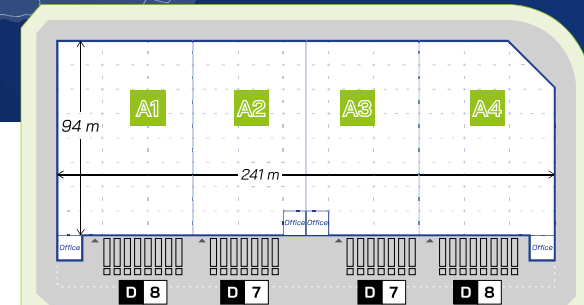 A1 A2 A3 A4
94 m
241 m
Office Office
Office Office
D 8 D 7 D 7 D 8